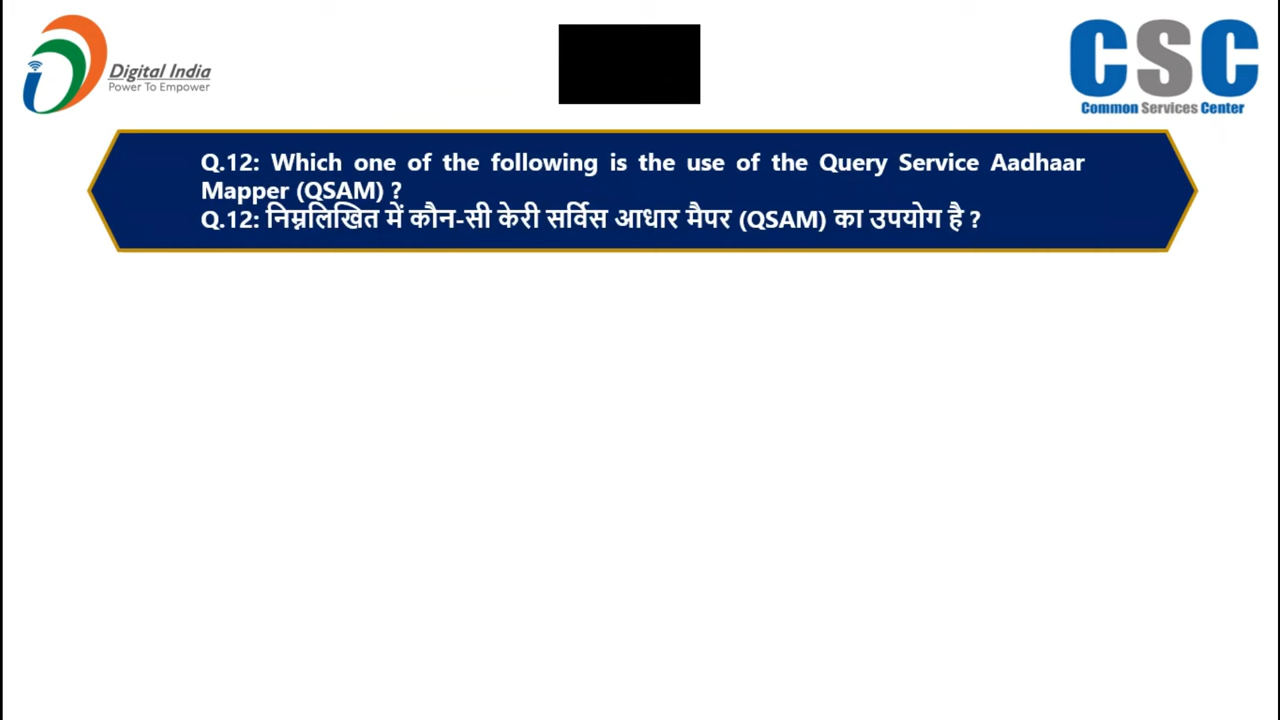 Digital India
Power To Empower
CSC
Common Services Center
Q.12: Which one of the following is the use of the Query Service Aadhaar
Mapper (QSAM) ?
Q.12: निम्नलिखित में कौन-सी केरी सर्विस आधार मैपर (QSAM) का उपयोग है ?